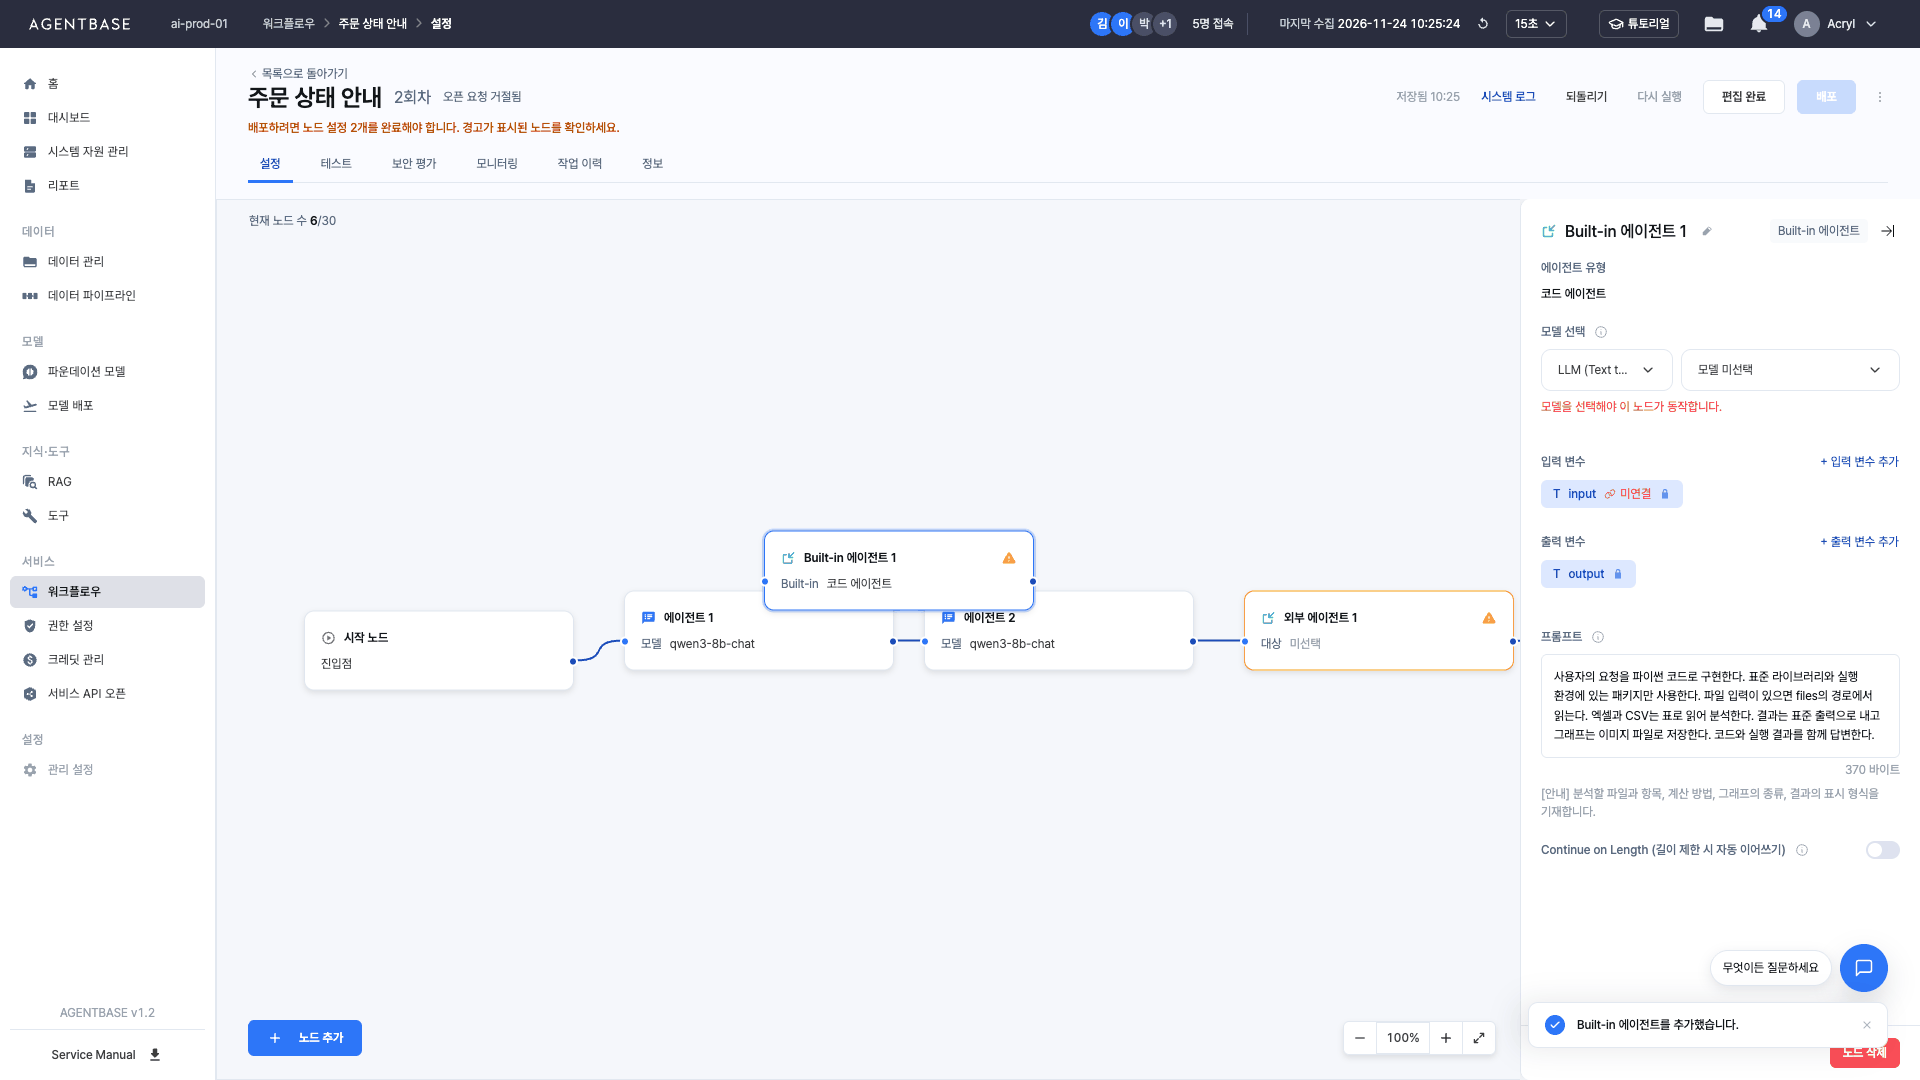 AGENTBASE
ai-prod-01
워크플로우 > 주문 상태 안내 > 설정
김 이 박 +1 5명 접속
마지막 수집 2026-11-24 10:25:24
15초
튜토리얼
14
A Acryl
홈
대시보드
시스템 자원 관리
리포트
데이터
데이터 관리
데이터 파이프라인
모델
파운데이션 모델
모델 배포
지식·도구
RAG
도구
서비스
워크플로우
권한 설정
크레딧 관리
서비스 API 오픈
설정
관리 설정
AGENTBASE v1.2
Service Manual
목록으로 돌아가기
주문 상태 안내 2회차 오픈 요청 거절됨
배포하려면 노드 설정 2개를 완료해야 합니다. 경고가 표시된 노드를 확인하세요.
저장됨 10:25 시스템 로그 되돌리기 다시 실행 편집 완료 배포
설정 테스트 보안 평가 모니터링 작업 이력 정보
현재 노드 수 6/30
시작 노드
진입점
에이전트 1
모델 qwen3-8b-chat
Built-in 에이전트 1
Built-in 코드 에이전트
에이전트 2
모델 qwen3-8b-chat
외부 에이전트 1
대상 미선택
+ 노드 추가
100%
Built-in 에이전트 1
Built-in 에이전트
에이전트 유형
코드 에이전트
모델 선택
LLM (Text t...
모델 미선택
모델을 선택해야 이 노드가 동작합니다.
입력 변수
+ 입력 변수 추가
T input 미연결
출력 변수
+ 출력 변수 추가
T output
프롬프트
사용자의 요청을 파이썬 코드로 구현한다. 표준 라이브러리와 실행
환경에 있는 패키지만 사용한다. 파일 입력이 있으면 files의 경로에서
읽는다. 엑셀과 CSV는 표로 읽어 분석한다. 결과는 표준 출력으로 내고
그래프는 이미지 파일로 저장한다. 코드와 실행 결과를 함께 답변한다.
370 바이트
[안내] 분석할 파일과 항목, 계산 방법, 그래프의 종류, 결과의 표시 형식을
기재합니다.
Continue on Length (길이 제한 시 자동 이어쓰기)
무엇이든 질문하세요
Built-in 에이전트를 추가했습니다.
노드 삭제